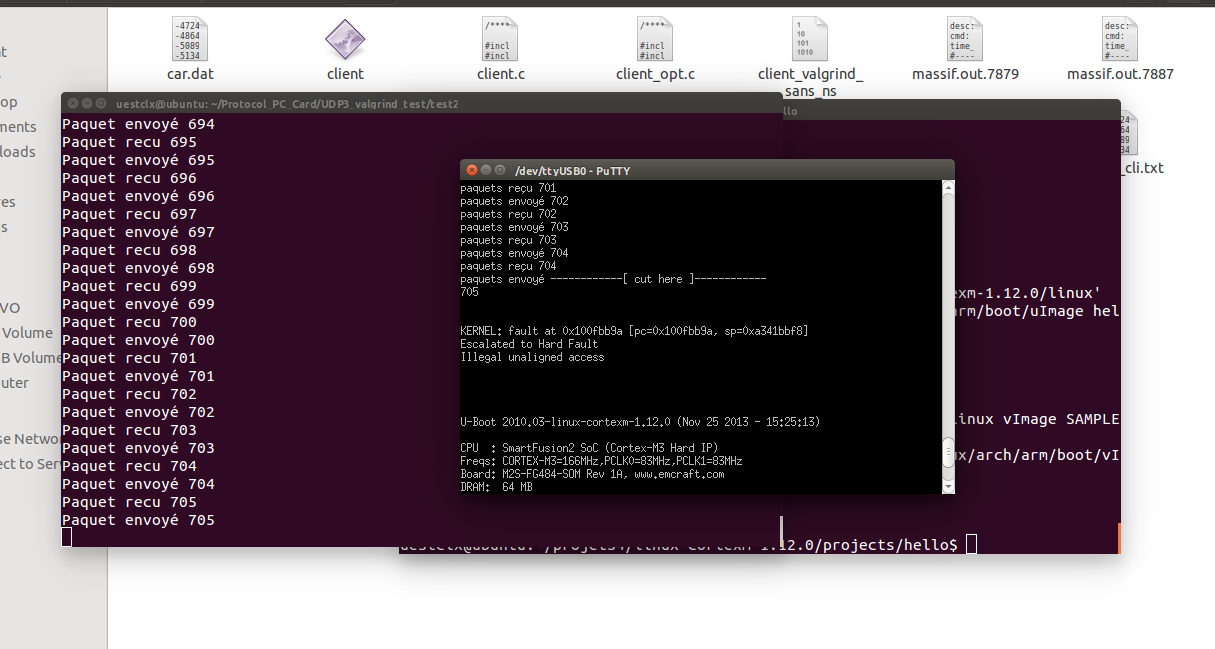 -4724
-4864
-5089
-5134
car.dat
client
/****
#incl
#incl
client.c
/****
#incl
#incl
client_opt.c
1
10
101
1010
client_valgrind_
sans_ns
desc:
cmd:
time_
#----
massif.out.7879
desc:
cmd:
time_
#----
massif.out.7887
op
ments
loads
res
s
VO
Volume
B Volume
uter
se Netwo
ect to Serv
_cli.txt
uestclx@ubuntu: ~/Protocol_PC_Card/UDP3_valgrind_test/test2
Paquet envoyé 694
Paquet recu 695
Paquet envoyé 695
Paquet recu 696
Paquet envoyé 696
Paquet recu 697
Paquet envoyé 697
Paquet recu 698
Paquet envoyé 698
Paquet recu 699
Paquet envoyé 699
Paquet recu 700
Paquet envoyé 700
Paquet recu 701
Paquet envoyé 701
Paquet recu 702
Paquet envoyé 702
Paquet recu 703
Paquet envoyé 703
Paquet recu 704
Paquet envoyé 704
Paquet recu 705
Paquet envoyé 705
llo
/dev/ttyUSB0 - PuTTY
paquets reçu 701
paquets envoyé 702
paquets reçu 702
paquets envoyé 703
paquets reçu 703
paquets envoyé 704
paquets reçu 704
paquets envoyé ------------[ cut here ]------------
705
KERNEL: fault at 0x100fbb9a [pc=0x100fbb9a, sp=0xa341bbf8]
Escalated to Hard Fault
Illegal unaligned access
U-Boot 2010.03-linux-cortexm-1.12.0 (Nov 25 2013 - 15:25:13)
CPU  : SmartFusion2 SoC (Cortex-M3 Hard IP)
Freqs: CORTEX-M3=166MHz,PCLK0=83MHz,PCLK1=83MHz
Board: M2S-FG484-SOM Rev 1A, www.emcraft.com
DRAM:  64 MB
exm-1.12.0/linux'
arm/boot/uImage hel
Linux vImage SAMPLE
ux/arch/arm/boot/vI
12.0/projects/hello$